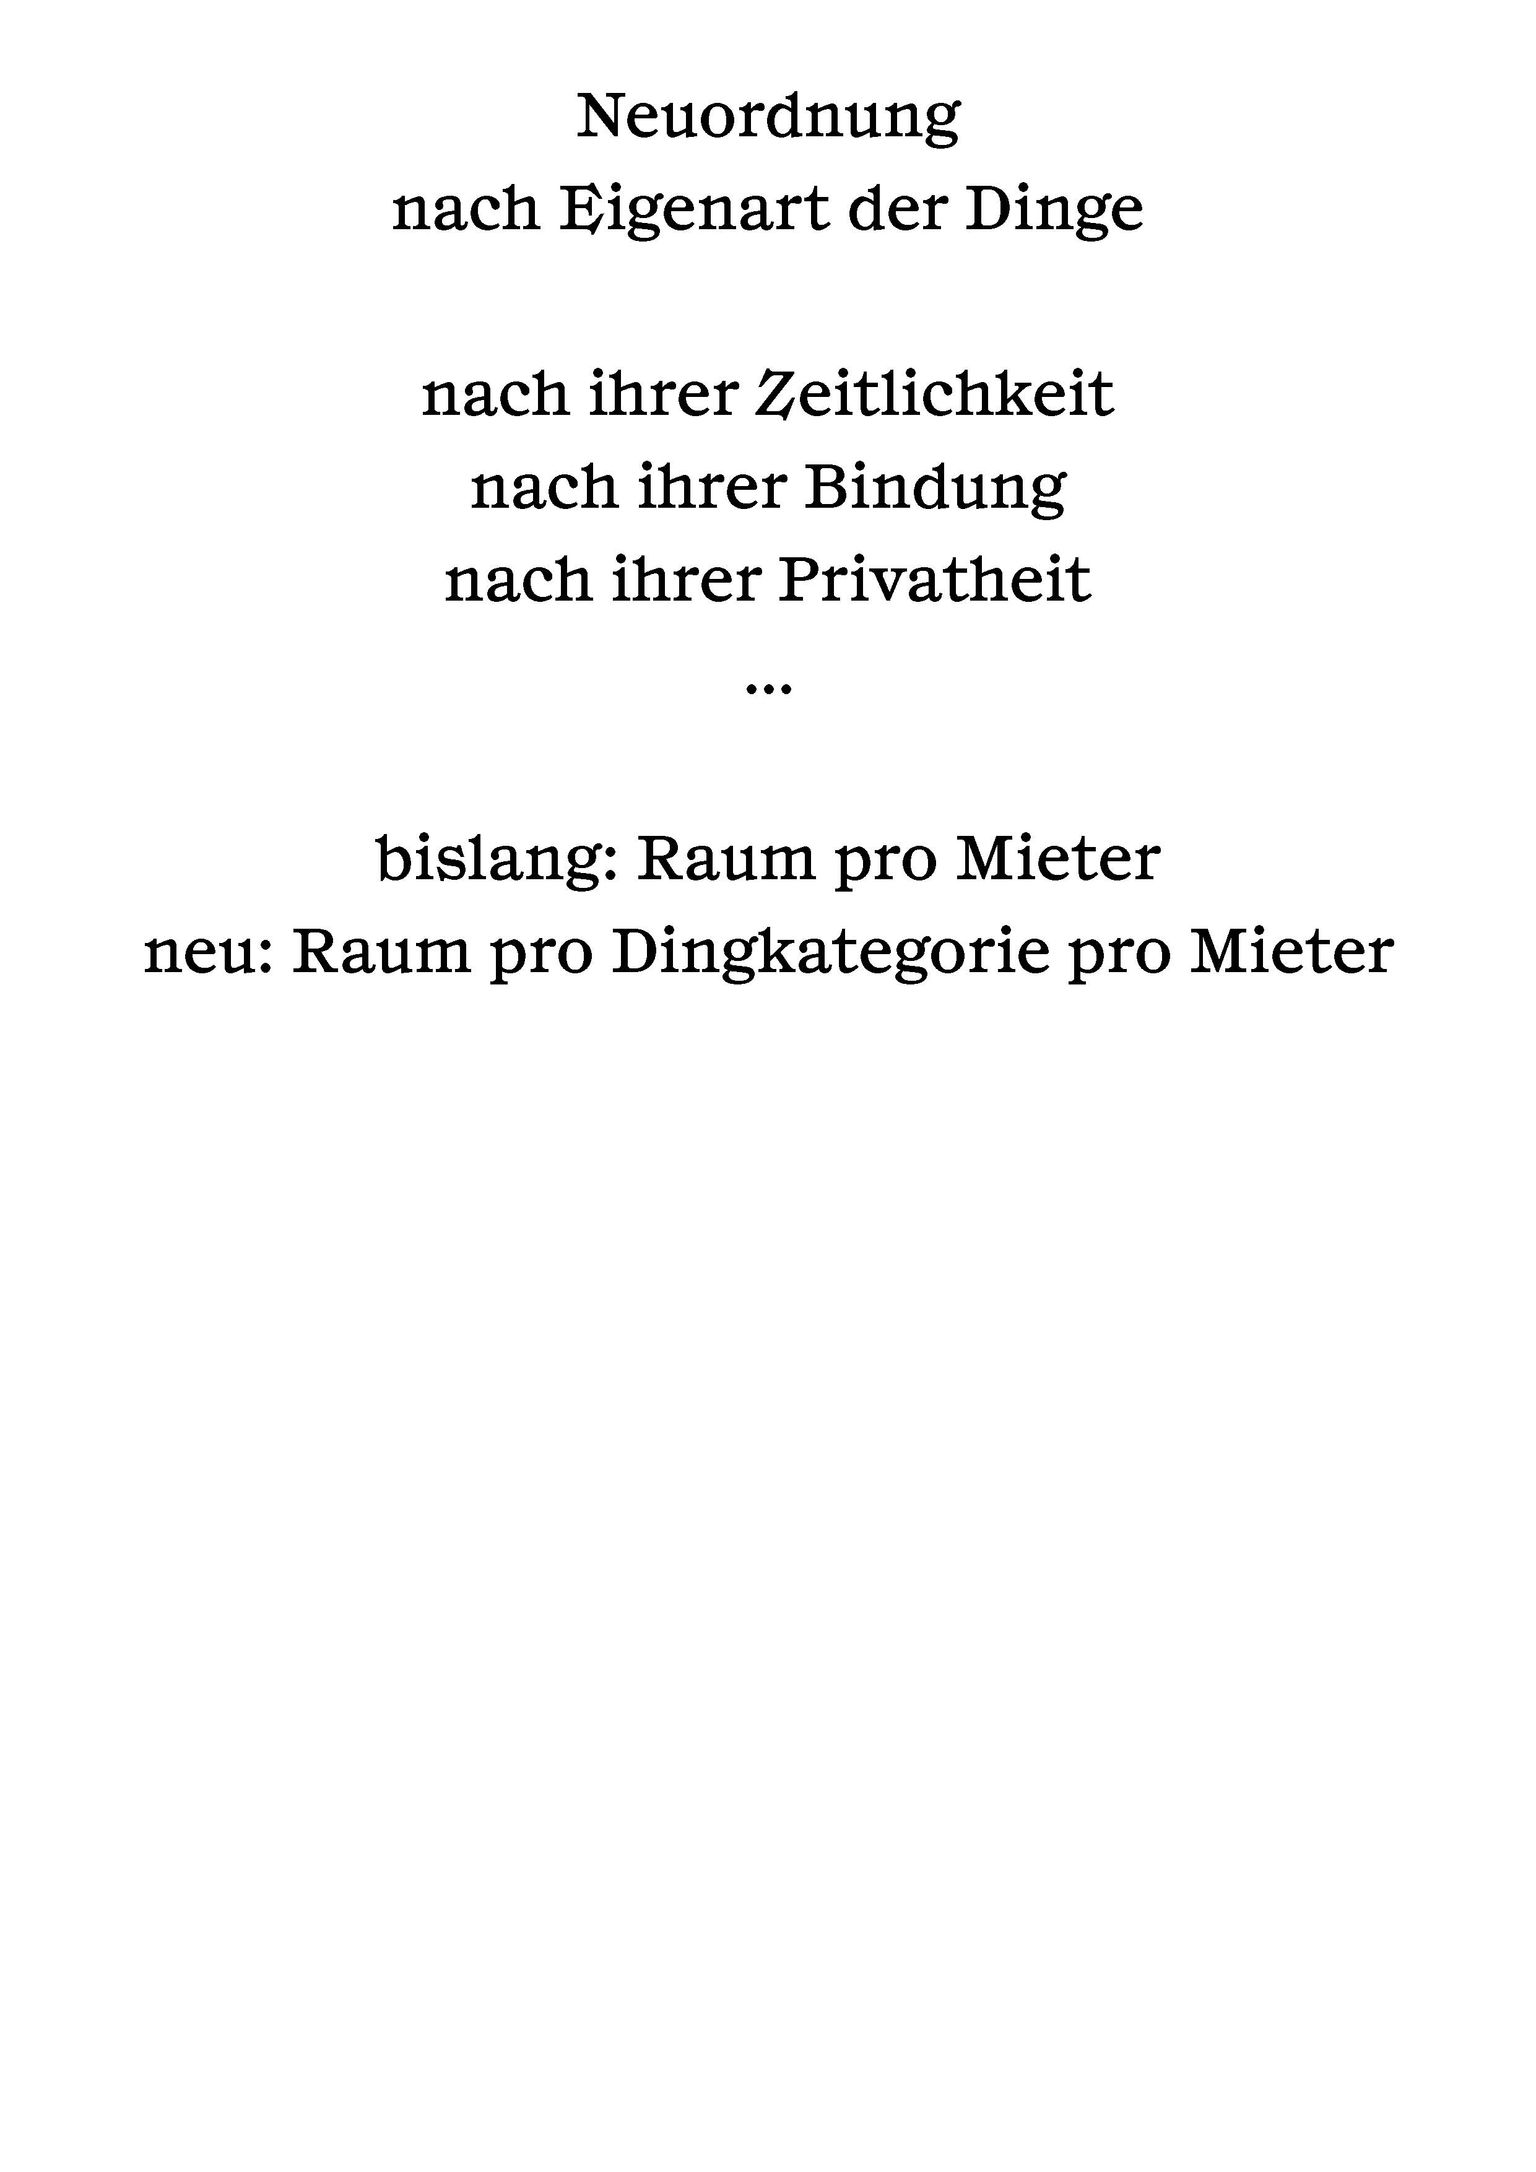 Neuordnung
nach Eigenart der Dinge
nach ihrer Zeitlichkeit
nach ihrer Bindung
nach ihrer Privatheit
...
bislang: Raum pro Mieter
neu: Raum pro Dingkategorie pro Mieter